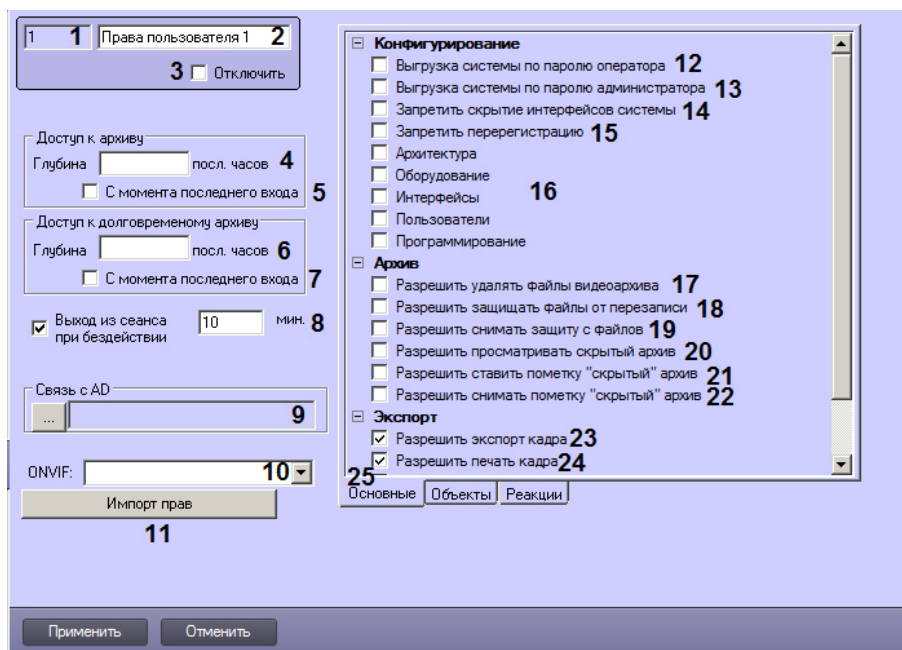 1 1 Права пользователя 1 2
3 Отключить
Доступ к архиву
Глубина посл. часов 4
С момента последнего входа 5
Доступ к долговременому архиву
Глубина посл. часов 6
С момента последнего входа 7
Выход из сеанса при бездействии 10 мин. 8
Связь с AD
... 9
ONVIF: 10
Импорт прав
11
Конфигурирование
Выгрузка системы по паролю оператора 12
Выгрузка системы по паролю администратора 13
Запретить скрытие интерфейсов системы 14
Запретить перерегистрацию 15
Архитектура
Оборудование
Интерфейсы 16
Пользователи
Программирование
Архив
Разрешить удалять файлы видеоархива 17
Разрешить защищать файлы от перезаписи 18
Разрешить снимать защиту с файлов 19
Разрешить просматривать скрытый архив 20
Разрешить ставить пометку "скрытый" архив 21
Разрешить снимать пометку "скрытый" архив 22
Экспорт
Разрешить экспорт кадра 23
Разрешить печать кадра 24
25
Основные Объекты Реакции
Применить Отменить